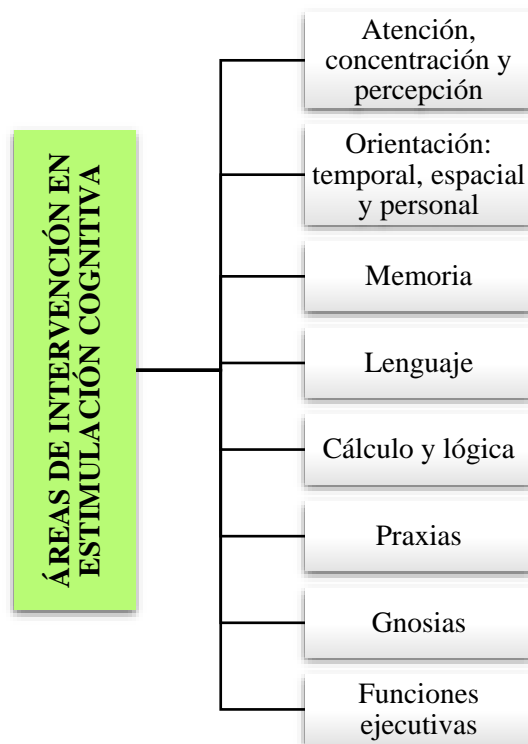 ÁREAS DE INTERVENCIÓN EN
ESTIMULACIÓN COGNITIVA
Atención,
concentración y
percepción
Orientación:
temporal, espacial
y personal
Memoria
Lenguaje
Cálculo y lógica
Praxias
Gnosias
Funciones
ejecutivas